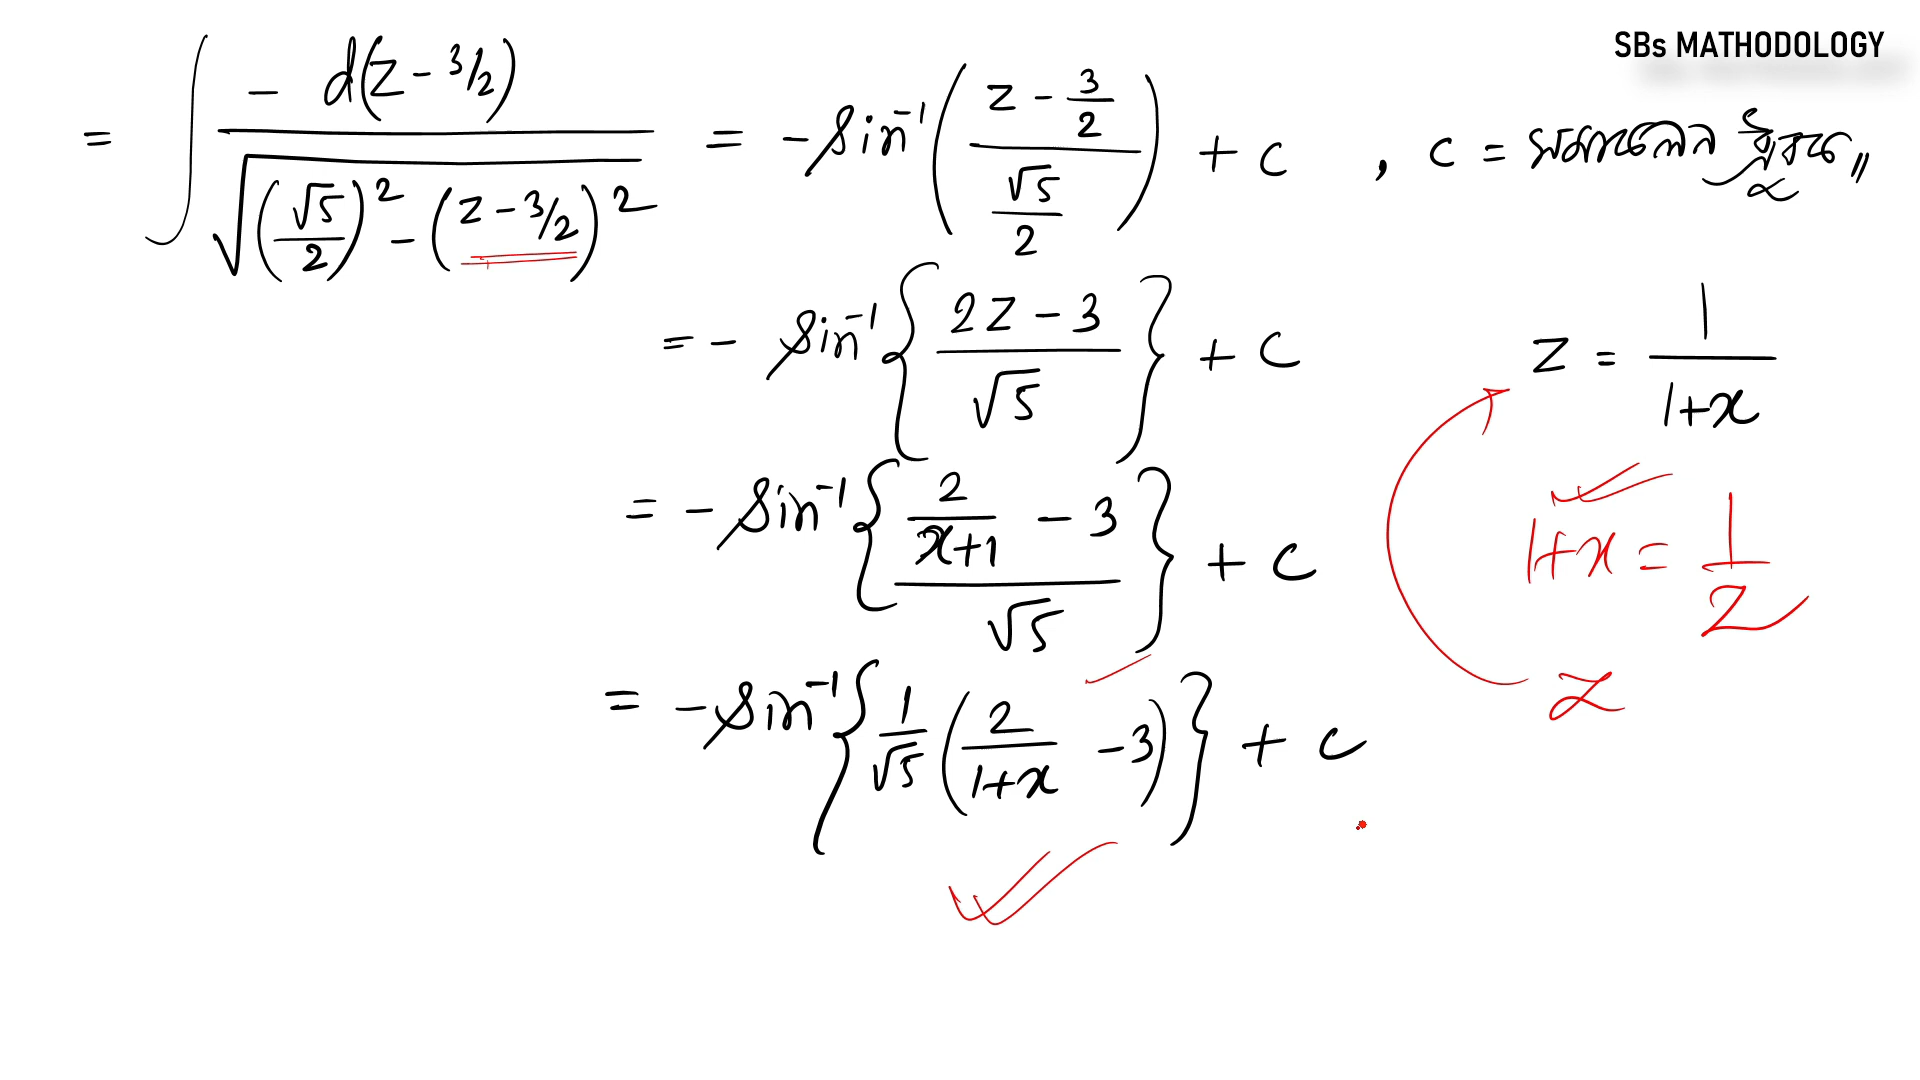 SBs MATHODOLOGY
= ∫ - d(z - 3/2) / √((√5/2)² - (z - 3/2)²) = - sin⁻¹((z - 3/2) / (√5/2)) + c , c = সমাকলন ধ্রুবক॥
= - sin⁻¹{(2z - 3) / √5} + c
z = 1/(1+x)
= - sin⁻¹{(2/(x+1) - 3) / √5} + c
1+x = 1/z
= - sin⁻¹{1/√5 (2/(1+x) - 3)} + c
z